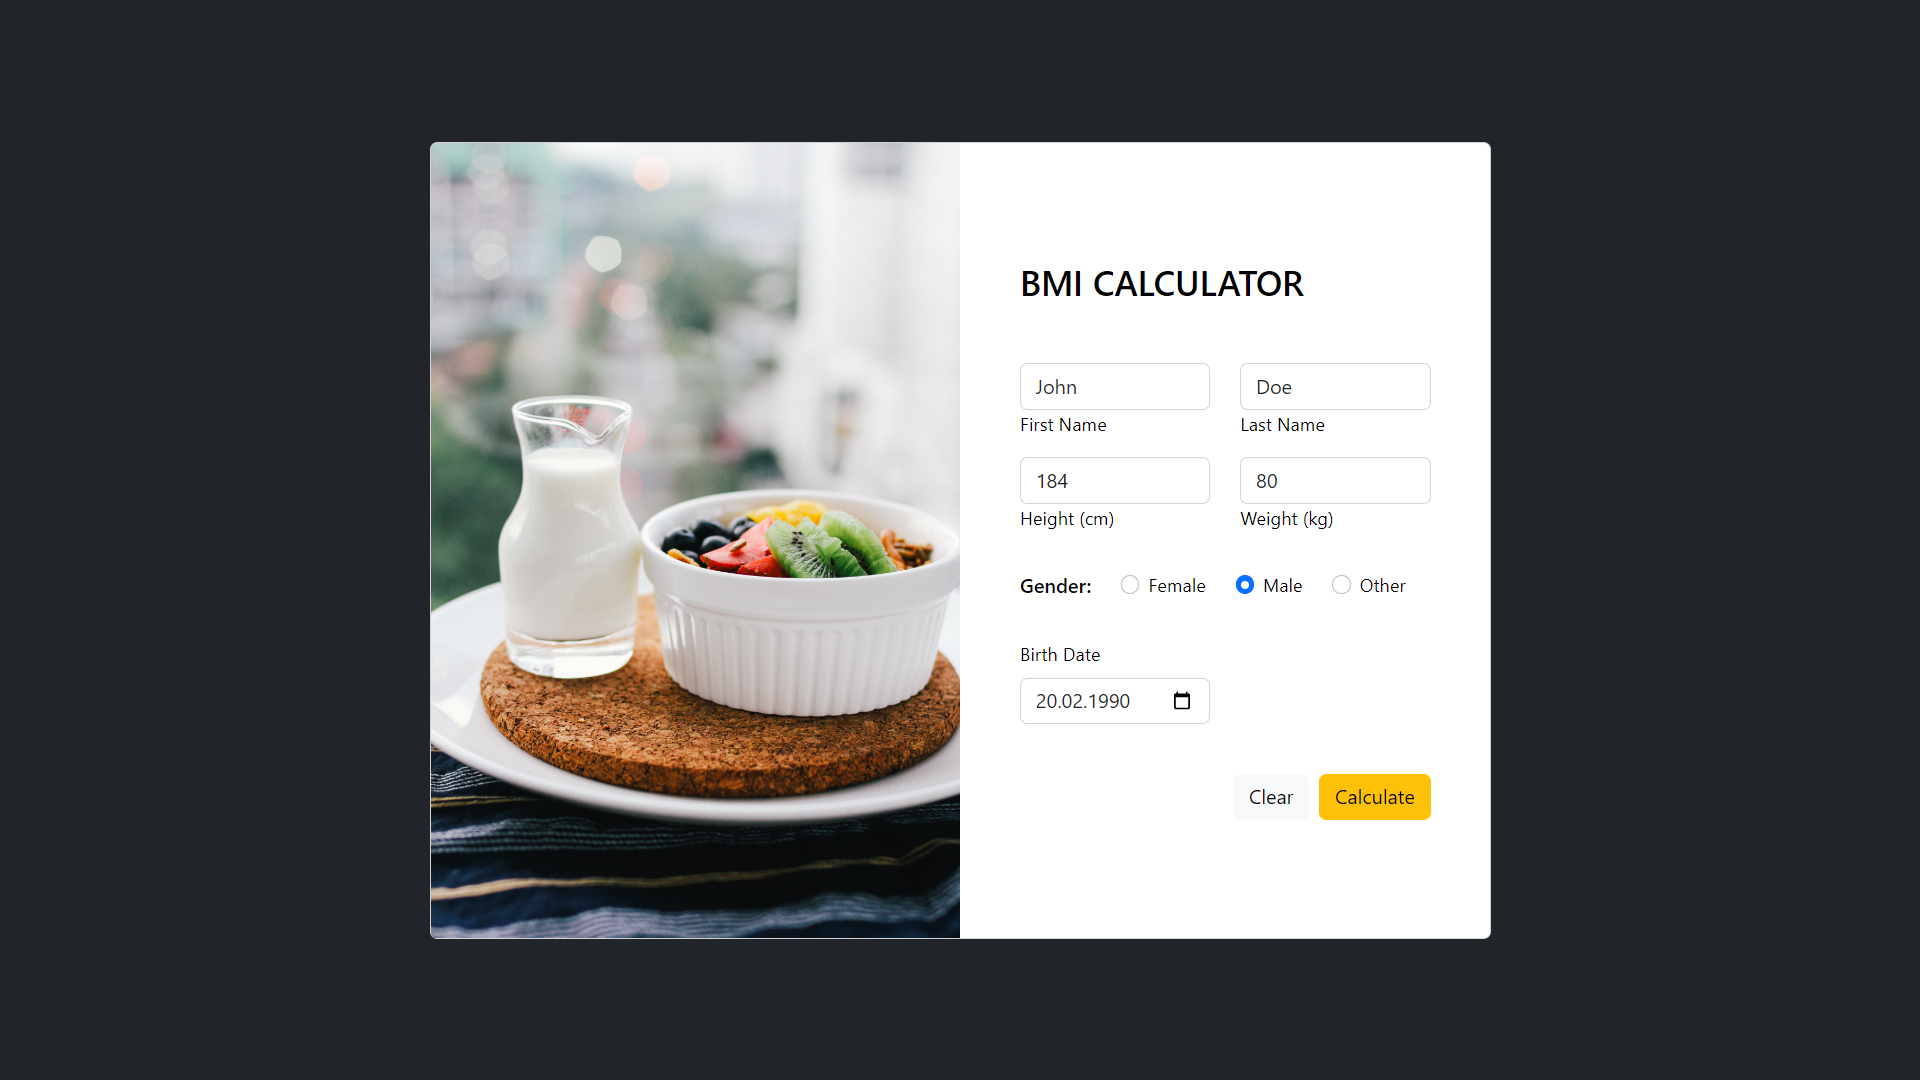 BMI CALCULATOR
John Doe
First Name Last Name
184 80
Height (cm) Weight (kg)
Gender: Female Male Other
Birth Date
20.02.1990
Clear Calculate